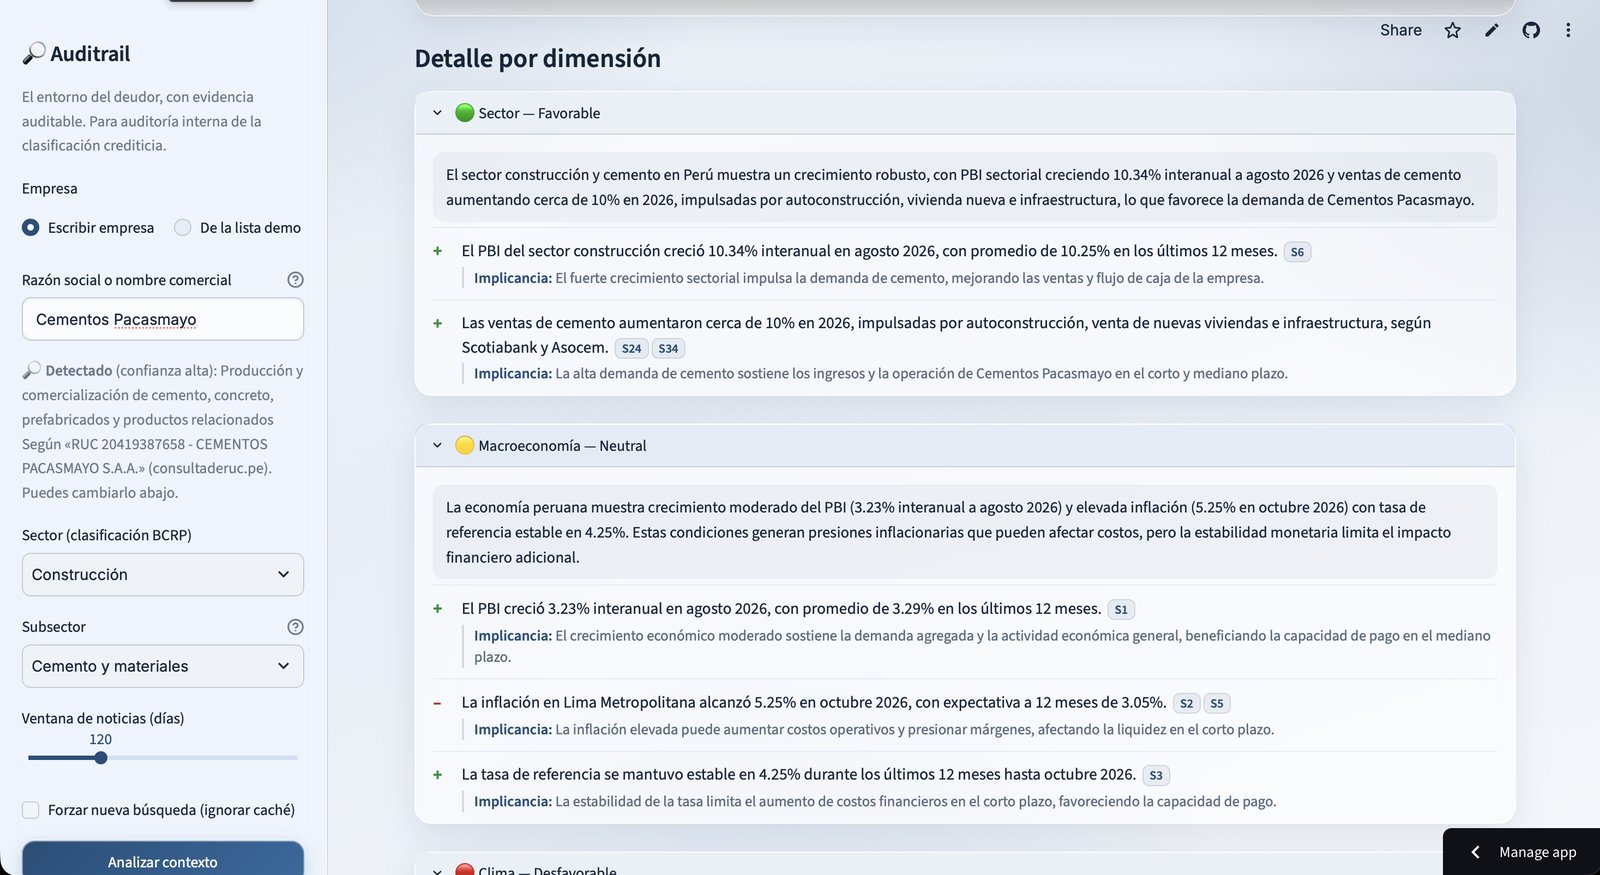 Auditrail
El entorno del deudor, con evidencia
auditable. Para auditoría interna de la
clasificación crediticia.
Empresa
Escribir empresa
De la lista demo
Razón social o nombre comercial
Cementos Pacasmayo
Detectado (confianza alta): Producción y
comercialización de cemento, concreto,
prefabricados y productos relacionados
Según «RUC 20419387658 - CEMENTOS
PACASMAYO S.A.A.» (consultaderuc.pe).
Puedes cambiarlo abajo.
Sector (clasificación BCRP)
Construcción
Subsector
Cemento y materiales
Ventana de noticias (días)
120
Forzar nueva búsqueda (ignorar caché)
Analizar contexto
Share
Detalle por dimensión
Sector — Favorable
El sector construcción y cemento en Perú muestra un crecimiento robusto, con PBI sectorial creciendo 10.34% interanual a agosto 2026 y ventas de cemento
aumentando cerca de 10% en 2026, impulsadas por autoconstrucción, vivienda nueva e infraestructura, lo que favorece la demanda de Cementos Pacasmayo.
+ El PBI del sector construcción creció 10.34% interanual en agosto 2026, con promedio de 10.25% en los últimos 12 meses. S6
Implicancia: El fuerte crecimiento sectorial impulsa la demanda de cemento, mejorando las ventas y flujo de caja de la empresa.
+ Las ventas de cemento aumentaron cerca de 10% en 2026, impulsadas por autoconstrucción, venta de nuevas viviendas e infraestructura, según
Scotiabank y Asocem. S24 S34
Implicancia: La alta demanda de cemento sostiene los ingresos y la operación de Cementos Pacasmayo en el corto y mediano plazo.
Macroeconomía — Neutral
La economía peruana muestra crecimiento moderado del PBI (3.23% interanual a agosto 2026) y elevada inflación (5.25% en octubre 2026) con tasa de
referencia estable en 4.25%. Estas condiciones generan presiones inflacionarias que pueden afectar costos, pero la estabilidad monetaria limita el impacto
financiero adicional.
+ El PBI creció 3.23% interanual en agosto 2026, con promedio de 3.29% en los últimos 12 meses. S1
Implicancia: El crecimiento económico moderado sostiene la demanda agregada y la actividad económica general, beneficiando la capacidad de pago en el mediano
plazo.
– La inflación en Lima Metropolitana alcanzó 5.25% en octubre 2026, con expectativa a 12 meses de 3.05%. S2 S5
Implicancia: La inflación elevada puede aumentar costos operativos y presionar márgenes, afectando la liquidez en el corto plazo.
+ La tasa de referencia se mantuvo estable en 4.25% durante los últimos 12 meses hasta octubre 2026. S3
Implicancia: La estabilidad de la tasa limita el aumento de costos financieros en el corto plazo, favoreciendo la capacidad de pago.
Clima — Desfavorable
Manage app